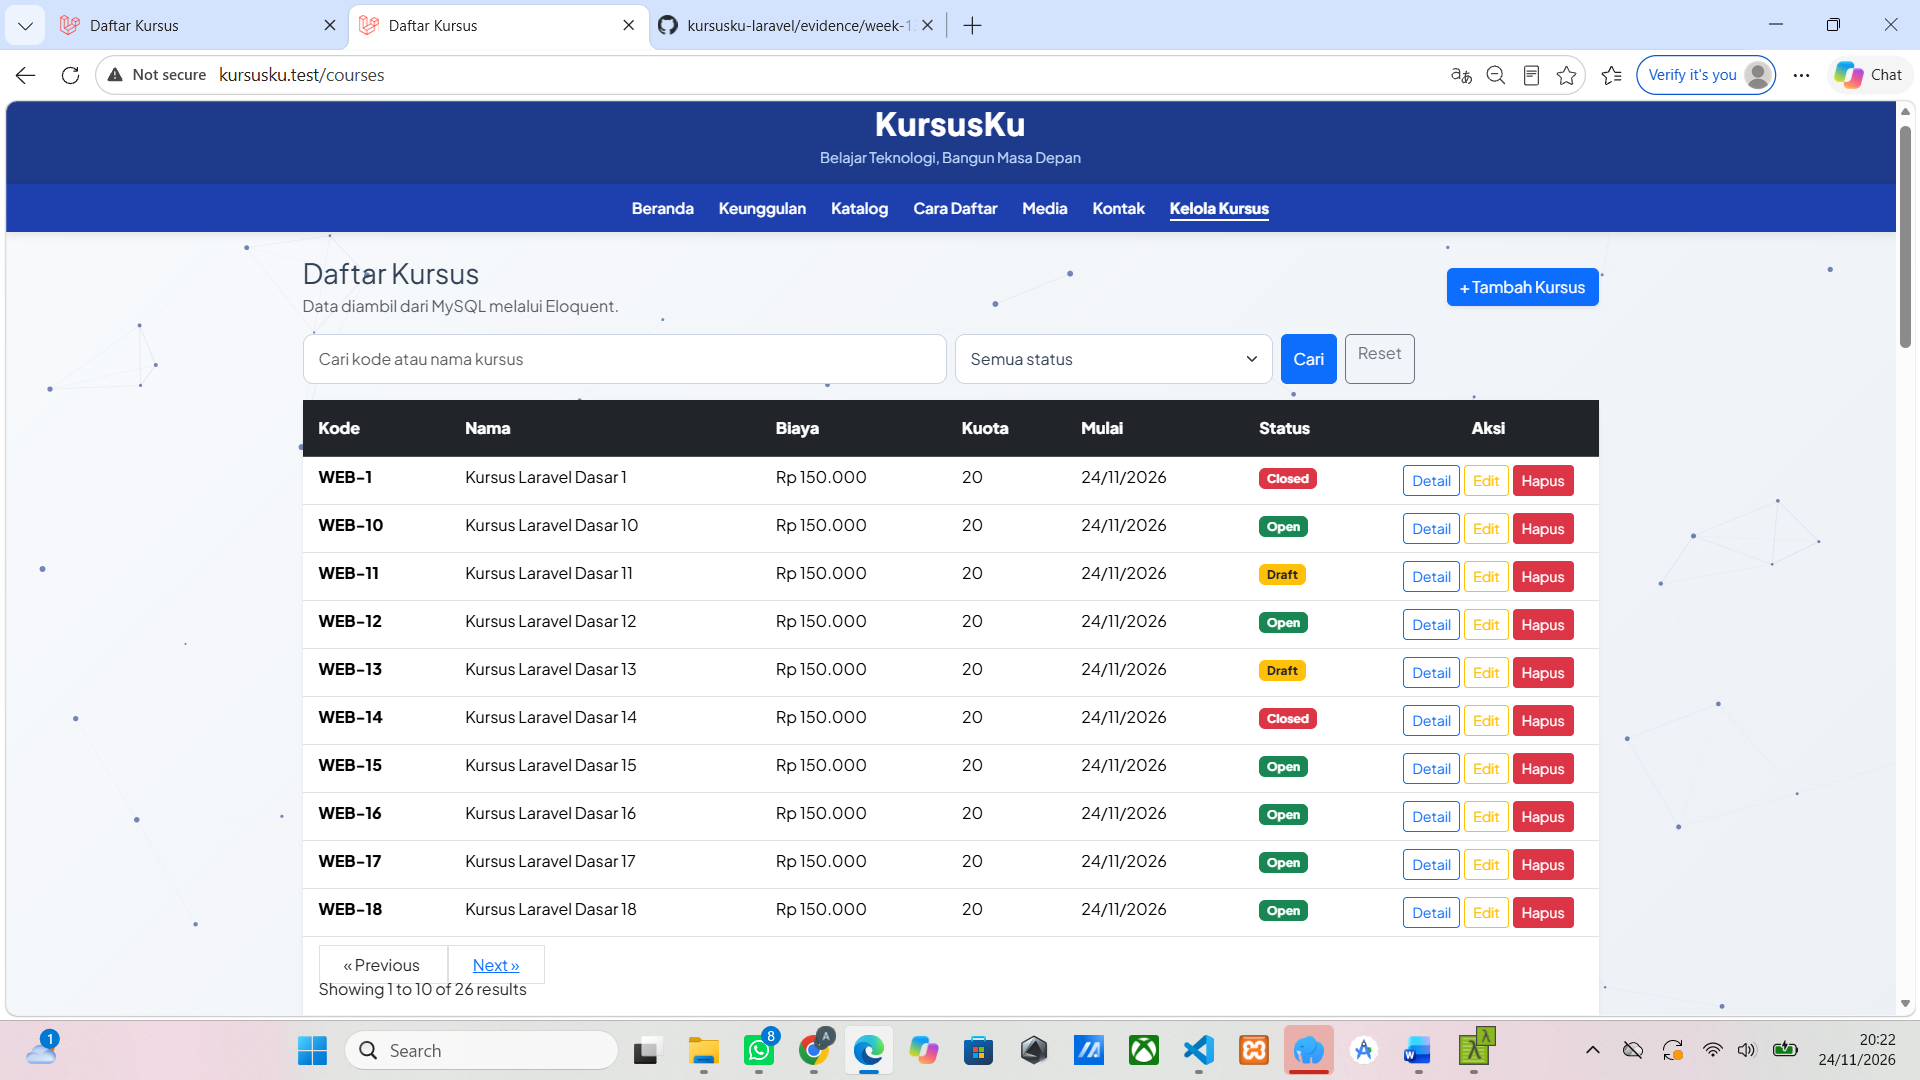 Daftar Kursus
Daftar Kursus
kursusku-laravel/evidence/week-1
Not secure kursusku.test/courses
Verify it's you
Chat
KursusKu
Belajar Teknologi, Bangun Masa Depan
Beranda Keunggulan Katalog Cara Daftar Media Kontak Kelola Kursus
Daftar Kursus
Data diambil dari MySQL melalui Eloquent.
+ Tambah Kursus
Cari kode atau nama kursus
Semua status
Cari
Reset
Kode Nama Biaya Kuota Mulai Status Aksi
WEB-1 Kursus Laravel Dasar 1 Rp 150.000 20 24/11/2026 Closed Detail Edit Hapus
WEB-10 Kursus Laravel Dasar 10 Rp 150.000 20 24/11/2026 Open Detail Edit Hapus
WEB-11 Kursus Laravel Dasar 11 Rp 150.000 20 24/11/2026 Draft Detail Edit Hapus
WEB-12 Kursus Laravel Dasar 12 Rp 150.000 20 24/11/2026 Open Detail Edit Hapus
WEB-13 Kursus Laravel Dasar 13 Rp 150.000 20 24/11/2026 Draft Detail Edit Hapus
WEB-14 Kursus Laravel Dasar 14 Rp 150.000 20 24/11/2026 Closed Detail Edit Hapus
WEB-15 Kursus Laravel Dasar 15 Rp 150.000 20 24/11/2026 Open Detail Edit Hapus
WEB-16 Kursus Laravel Dasar 16 Rp 150.000 20 24/11/2026 Open Detail Edit Hapus
WEB-17 Kursus Laravel Dasar 17 Rp 150.000 20 24/11/2026 Open Detail Edit Hapus
WEB-18 Kursus Laravel Dasar 18 Rp 150.000 20 24/11/2026 Open Detail Edit Hapus
« Previous Next »
Showing 1 to 10 of 26 results
1
Search
8
A
20:22
24/11/2026